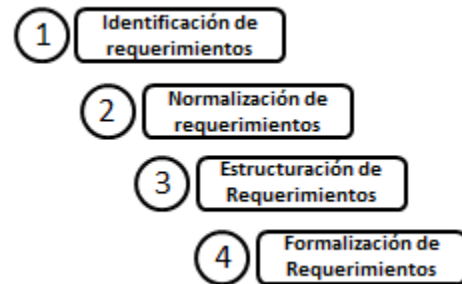 1
Identificación de
requerimientos
2
Normalización de
requerimientos
3
Estructuración de
Requerimientos
4
Formalización de
Requerimientos